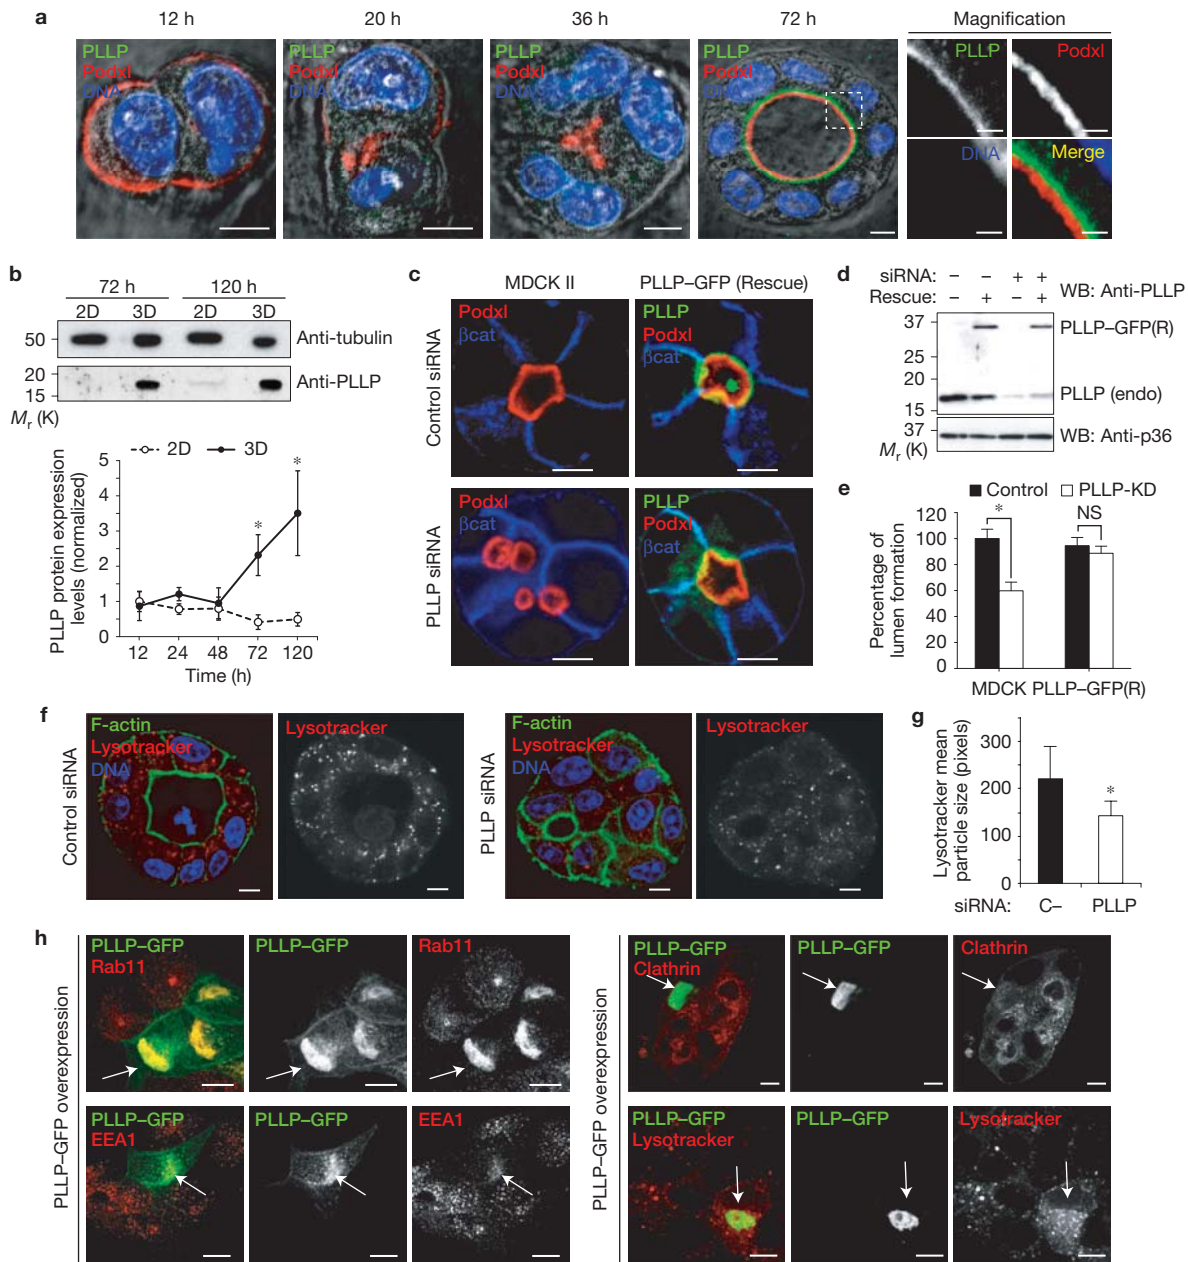 a
12 h 20 h 36 h 72 h Magnification
PLLP
Podxl
DNA
PLLP
Podxl
DNA
PLLP
Podxl
DNA
PLLP
Podxl
DNA
PLLP
Podxl
DNA
Merge
b
72 h 120 h
2D 3D 2D 3D
50
Anti-tubulin
20
15
Anti-PLLP
Mr (K)
2D 3D
PLLP protein expression
levels (normalized)
5
4
3
2
1
0
* *
12 24 48 72 120
Time (h)
c
MDCK II PLLP–GFP (Rescue)
Control siRNA
Podxl
βcat
PLLP
Podxl
βcat
PLLP siRNA
Podxl
βcat
PLLP
Podxl
βcat
d
siRNA: – – + +
Rescue: – + – +
WB: Anti-PLLP
37
25
20
15
PLLP–GFP(R)
PLLP (endo)
37
WB: Anti-p36
Mr (K)
e
Control PLLP-KD
* NS
Percentage of
lumen formation
120
100
80
60
40
20
0
MDCK PLLP–GFP(R)
f
Control siRNA
F-actin
Lysotracker
DNA
Lysotracker
PLLP siRNA
F-actin
Lysotracker
DNA
Lysotracker
g
Lysotracker mean
particle size (pixels)
300
200
100
0
*
siRNA: C– PLLP
h
PLLP–GFP overexpression
PLLP–GFP
Rab11
PLLP–GFP
Rab11
PLLP–GFP
EEA1
PLLP–GFP
EEA1
PLLP–GFP overexpression
PLLP–GFP
Clathrin
PLLP–GFP
Clathrin
PLLP–GFP
Lysotracker
PLLP–GFP
Lysotracker